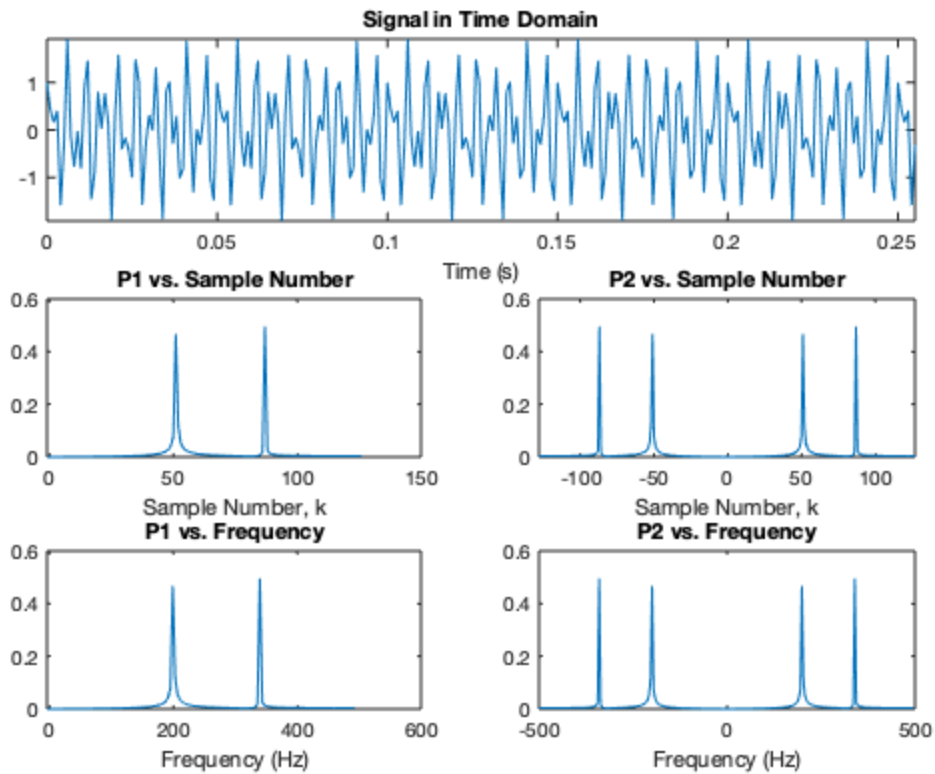 Signal in Time Domain
1
0
-1
0 0.05 0.1 0.15 0.2 0.25
Time (s)
P1 vs. Sample Number
0.6
0.4
0.2
0
0 50 100 150
Sample Number, k
P2 vs. Sample Number
0.6
0.4
0.2
0
-100 -50 0 50 100
Sample Number, k
P1 vs. Frequency
0.6
0.4
0.2
0
0 200 400 600
Frequency (Hz)
P2 vs. Frequency
0.6
0.4
0.2
0
-500 0 500
Frequency (Hz)